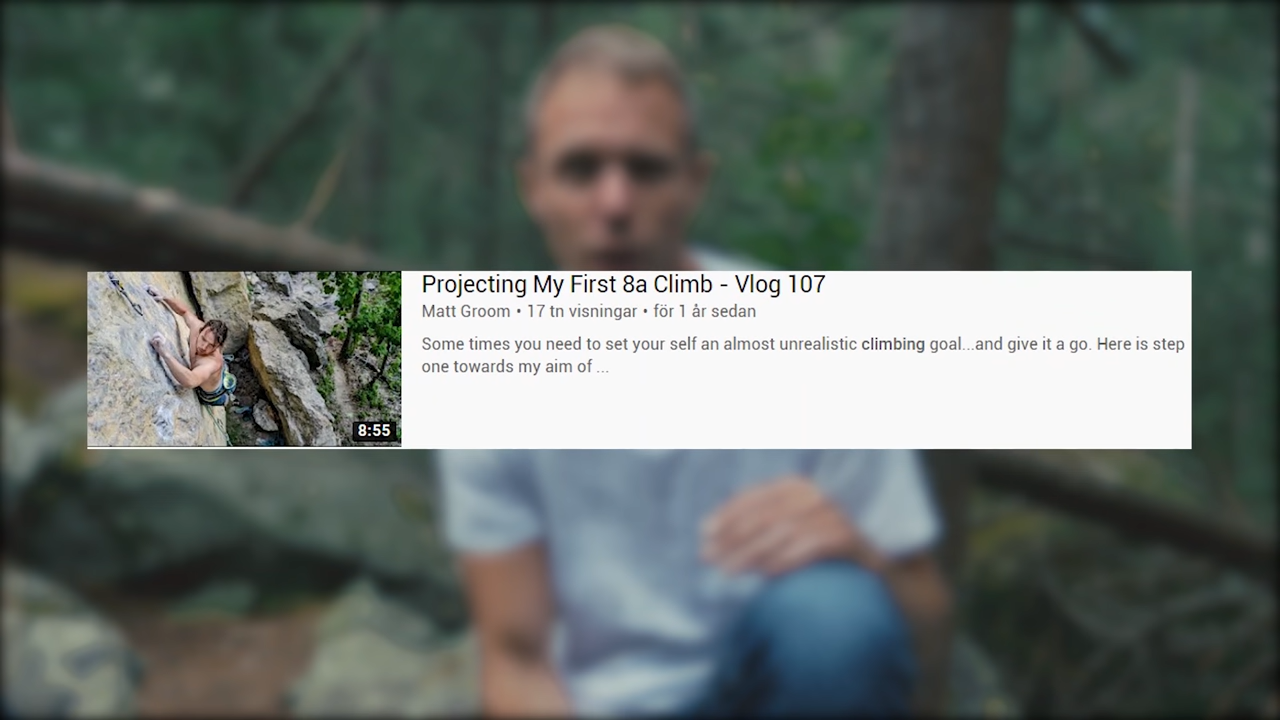 Projecting My First 8a Climb - Vlog 107
Matt Groom • 17 tn visningar • för 1 år sedan
Some times you need to set your self an almost unrealistic climbing goal...and give it a go. Here is step
one towards my aim of ...
8:55